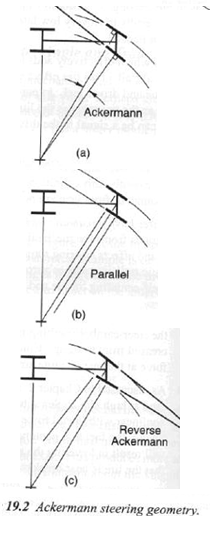 Ackermann
(a)
Parallel
(b)
Reverse
Ackermann
(c)
19.2 Ackermann steering geometry.